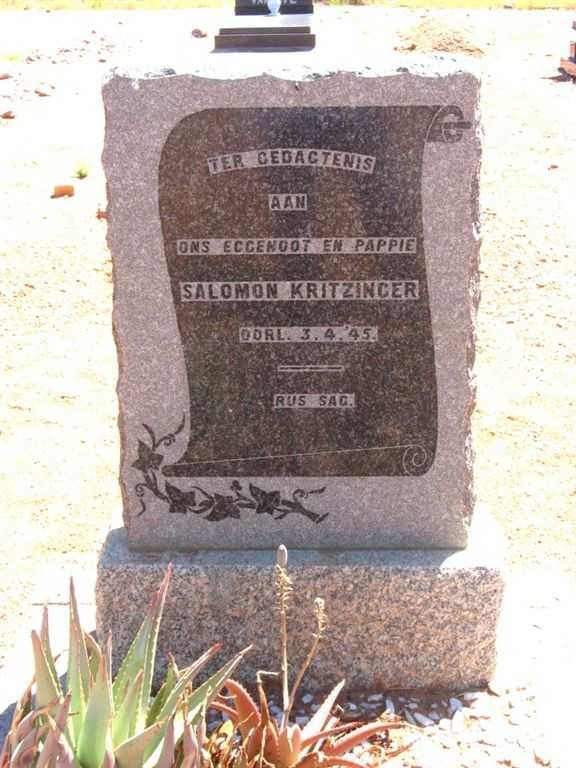 TER GEDAGTENIS
AAN
ONS EGGENOOT EN PAPPIE
SALOMON KRITZINGER
OORL. 3.4.'45.
RUS SAG.